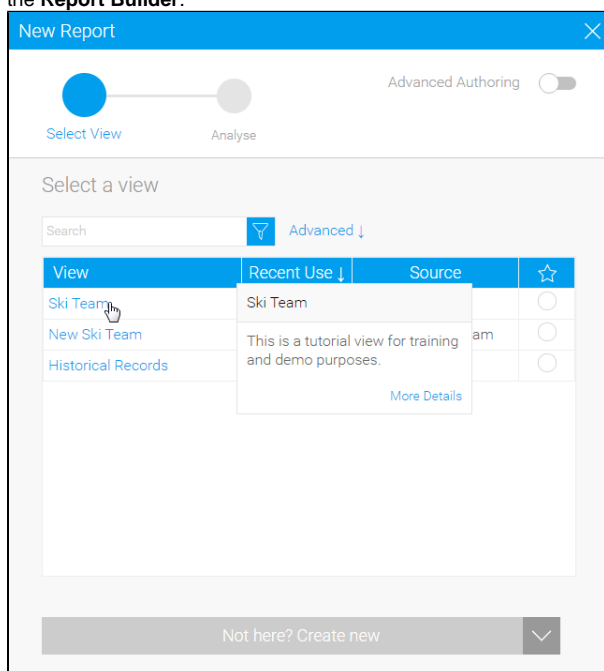 the Report Builder.
New Report
Advanced Authoring
Select View
Analyse
Select a view
Search
Advanced ↓
View Recent Use ↓ Source
Ski Team
Ski Team
New Ski Team
This is a tutorial view for training
am
Historical Records
and demo purposes.
More Details
Not here? Create new